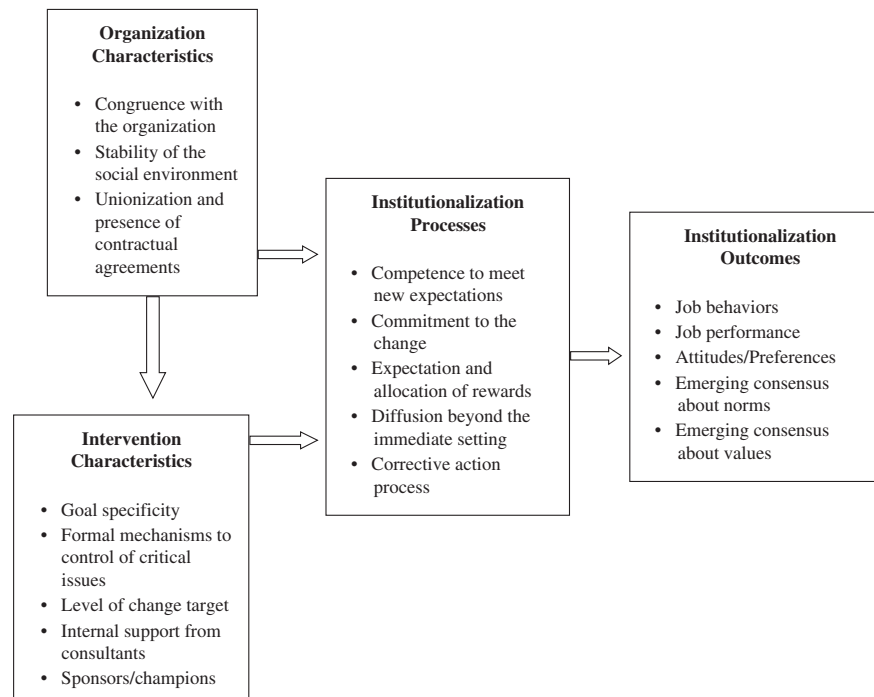 Organization
Characteristics
• Congruence with
the organization
• Stability of the
social environment
• Unionization and
presence of
contractual
agreements
Intervention
Characteristics
• Goal specificity
• Formal mechanisms to
control of critical
issues
• Level of change target
• Internal support from
consultants
• Sponsors/champions
Institutionalization
Processes
• Competence to meet
new expectations
• Commitment to the
change
• Expectation and
allocation of rewards
• Diffusion beyond the
immediate setting
• Corrective action
process
Institutionalization
Outcomes
• Job behaviors
• Job performance
• Attitudes/Preferences
• Emerging consensus
about norms
• Emerging consensus
about values